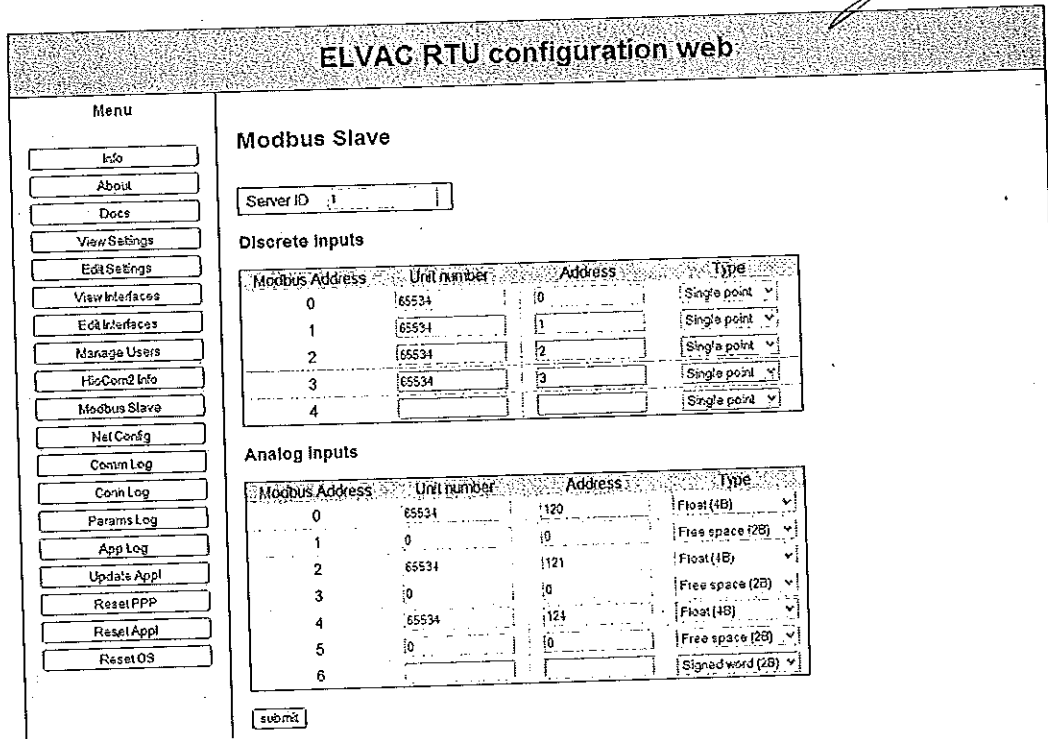 ELVAC RTU configuration web
Menu
Info
About
Docs
View Settings
Edit Settings
View Interfaces
Edit Interfaces
Manage Users
HioCom2 Info
Modbus Slave
Net Config
Comm Log
Conn Log
Params Log
App Log
Update Appl
Reset PPP
Reset Appl
Reset OS
Modbus Slave
Server ID 1
Discrete inputs
Modbus Address Unit number Address Type
0 65534 0 Single point
1 65534 1 Single point
2 65534 2 Single point
3 65534 3 Single point
4 Single point
Analog inputs
Modbus Address Unit number Address Type
0 65534 120 Float (4B)
1 0 0 Free space (2B)
2 65534 121 Float (4B)
3 0 0 Free space (2B)
4 65534 124 Float (4B)
5 0 0 Free space (2B)
6 Signed word (2B)
submit